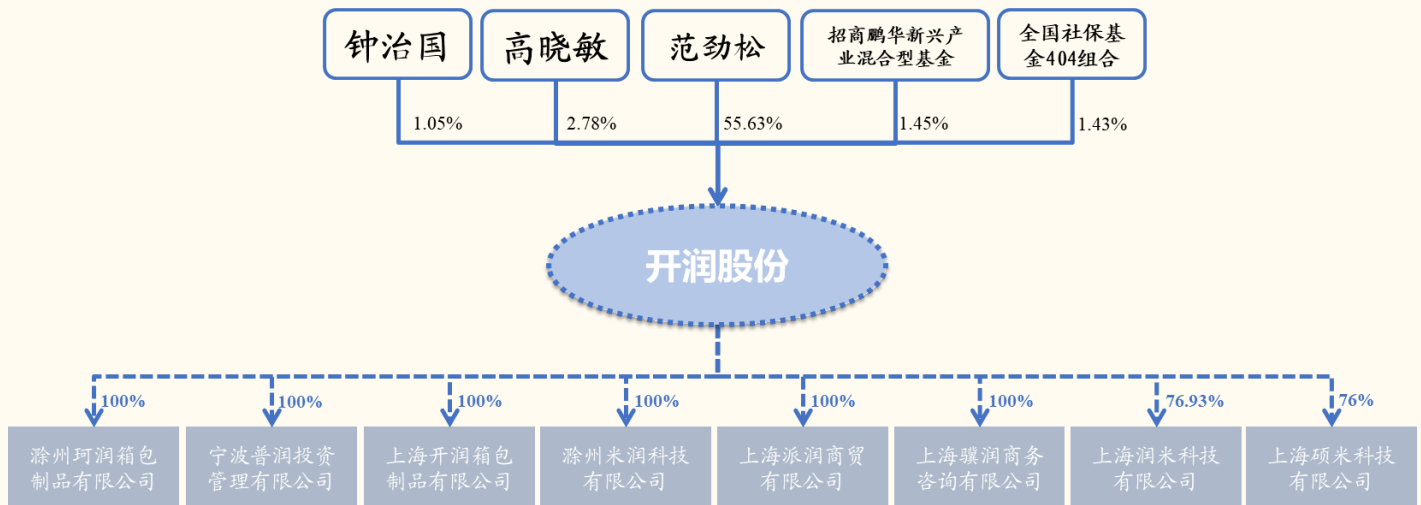 钟治国
高晓敏
范劲松
招商鹏华新兴产
业混合型基金
全国社保基
金404组合
1.05%
2.78%
55.63%
1.45%
1.43%
开润股份
100%
100%
100%
100%
100%
100%
76.93%
76%
滁州珂润箱包
制品有限公司
宁波普润投资
管理有限公司
上海开润箱包
制品有限公司
滁州米润科技
有限公司
上海派润商贸
有限公司
上海骥润商务
咨询有限公司
上海润米科技
有限公司
上海硕米科技
有限公司